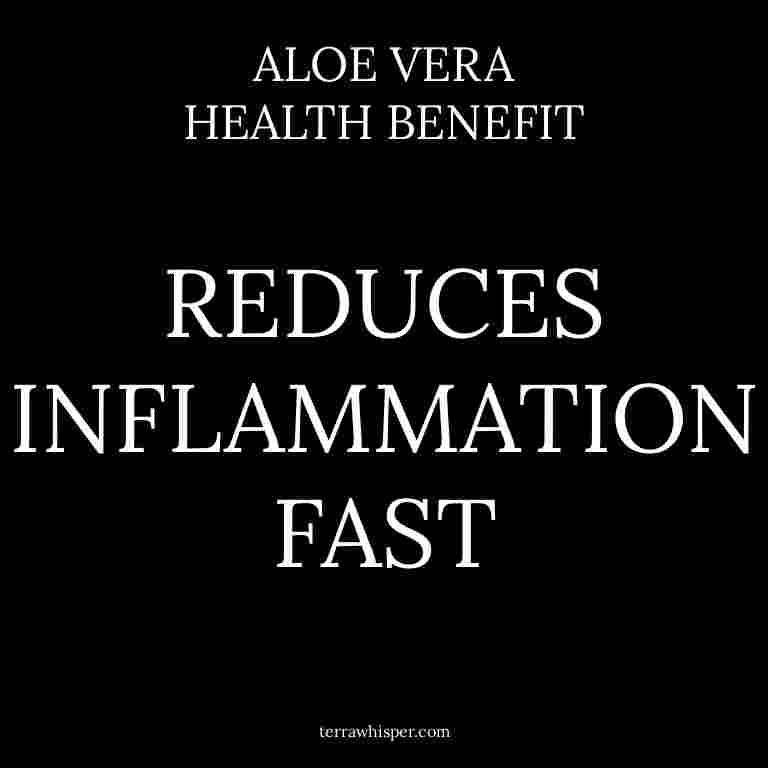 ALOE VERA
HEALTH BENEFIT
REDUCES
INFLAMMATION
FAST
terrawhisper.com